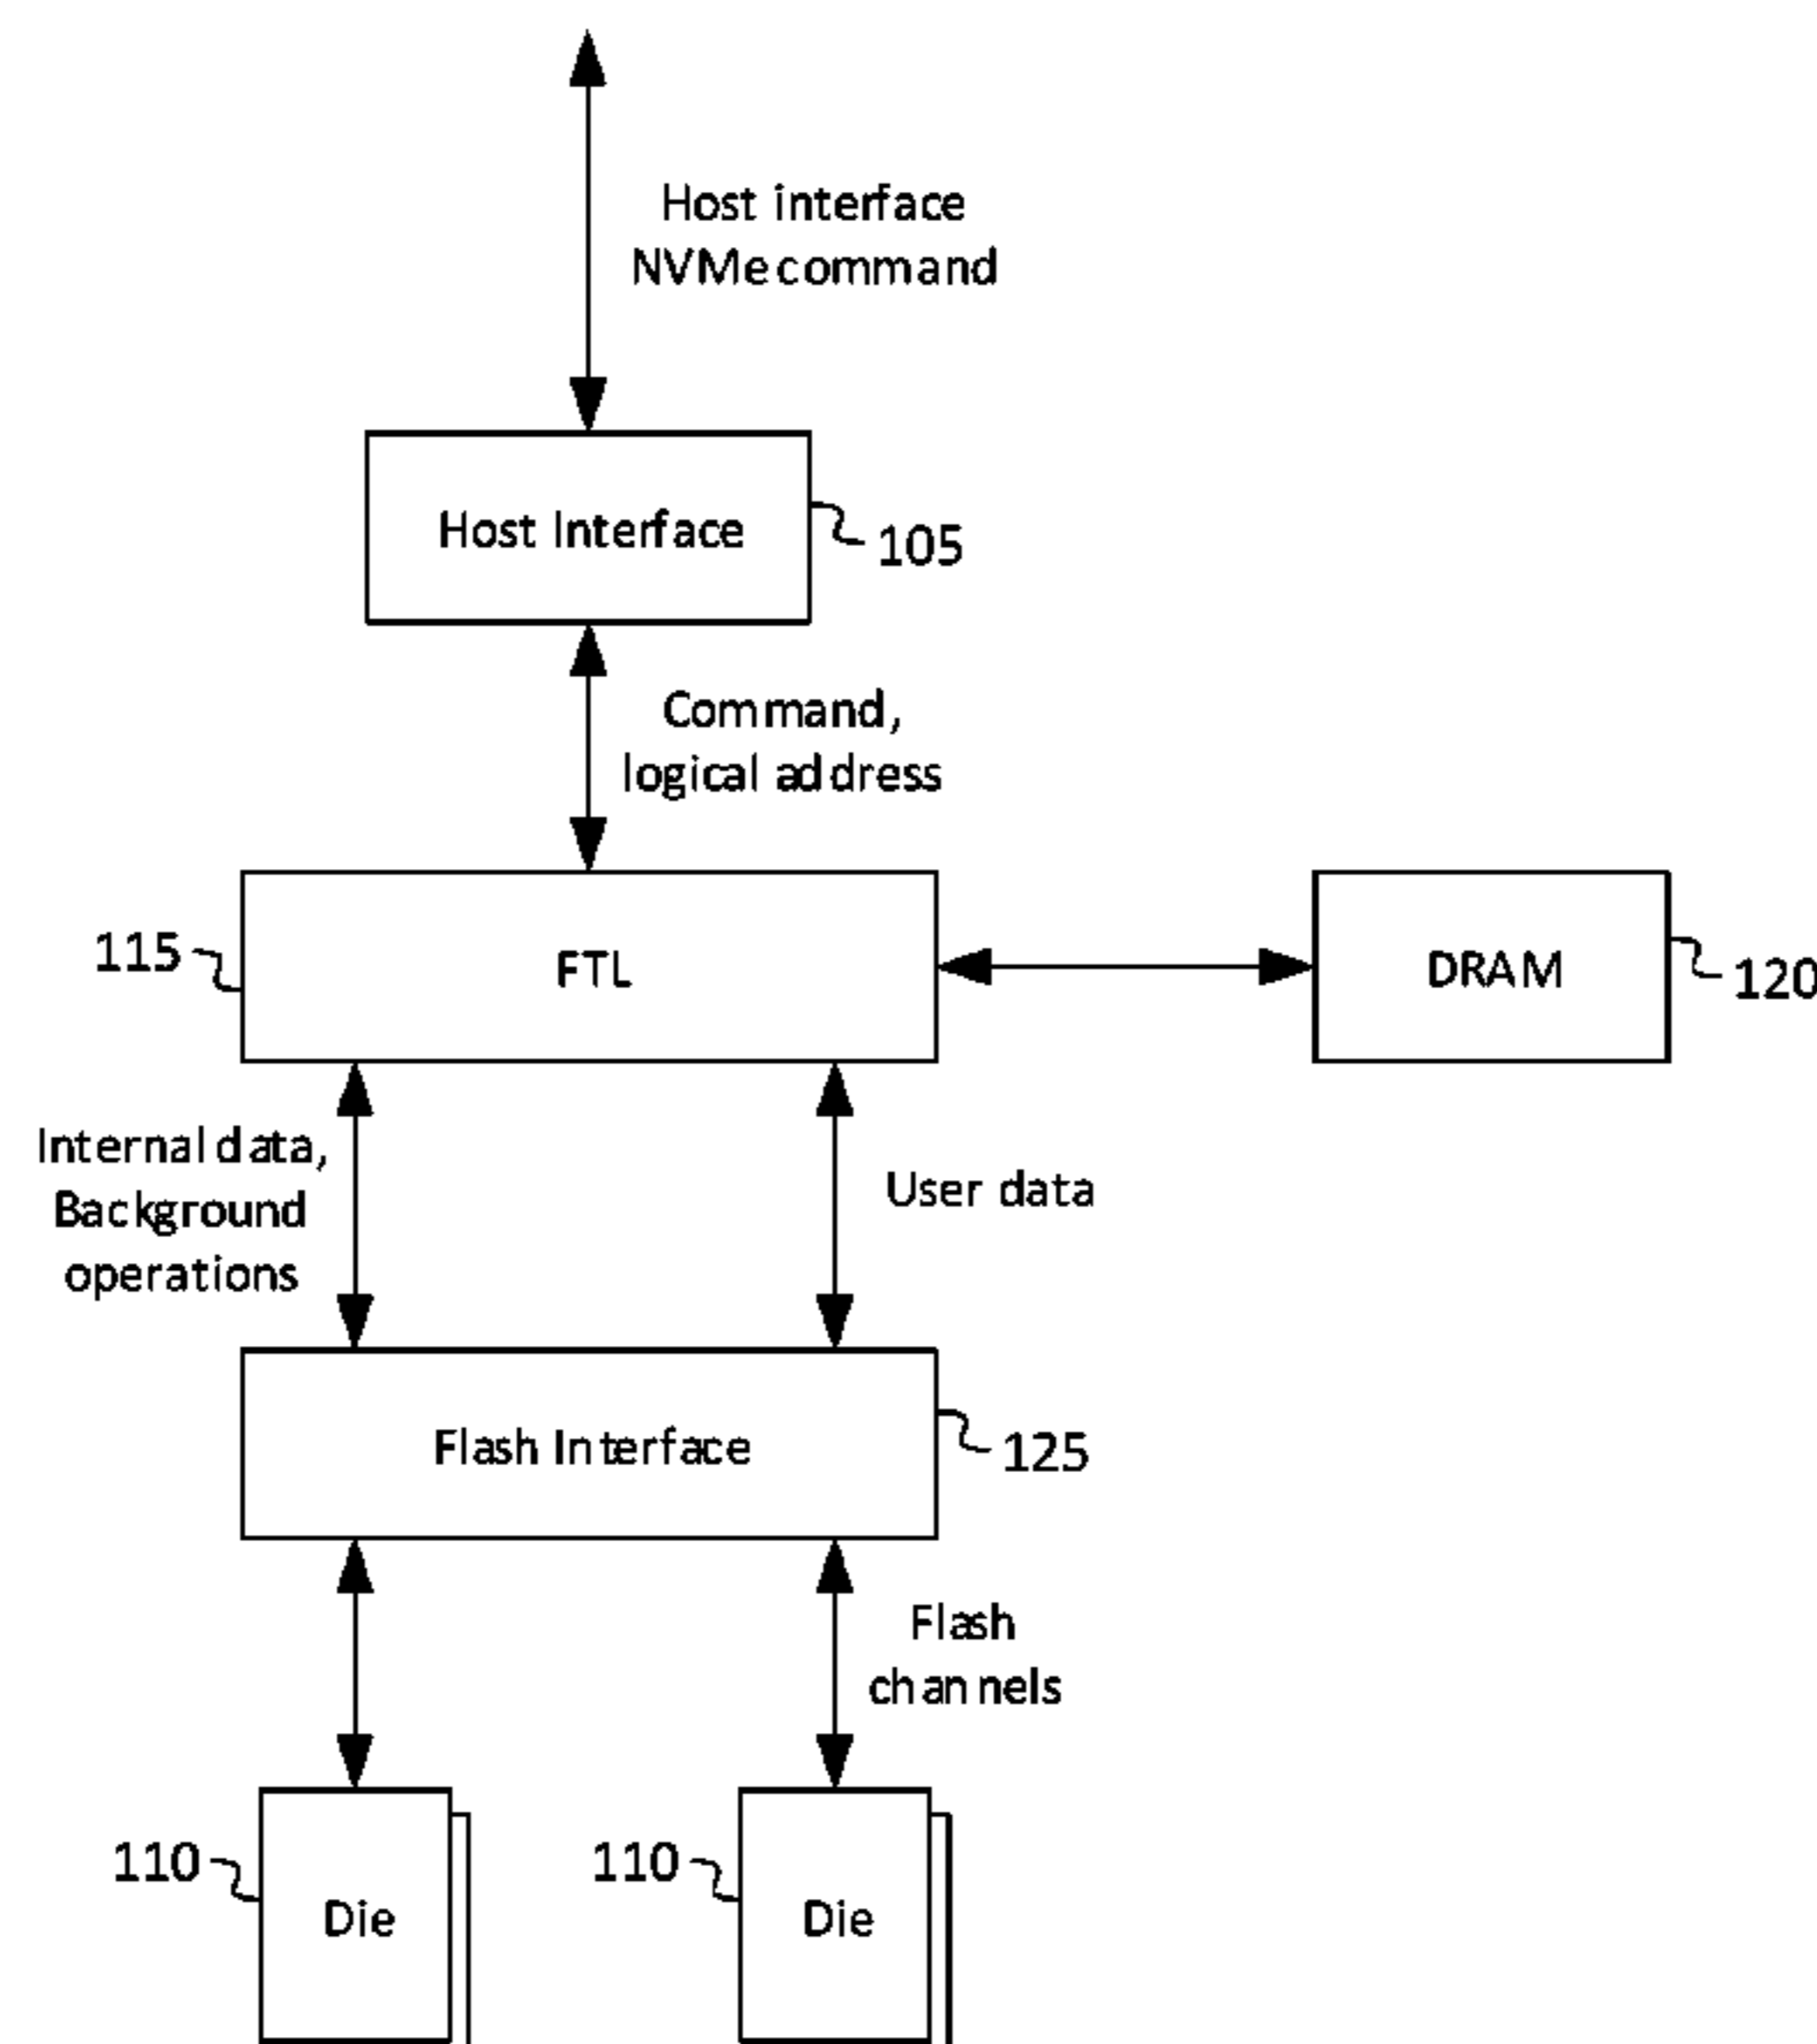 Host interface
NVMe command
Host Interface
105
Command,
logical address
115
FTL
DRAM
120
Internal data,
Background
operations
User data
Flash Interface
125
Flash
channels
110
Die
110
Die